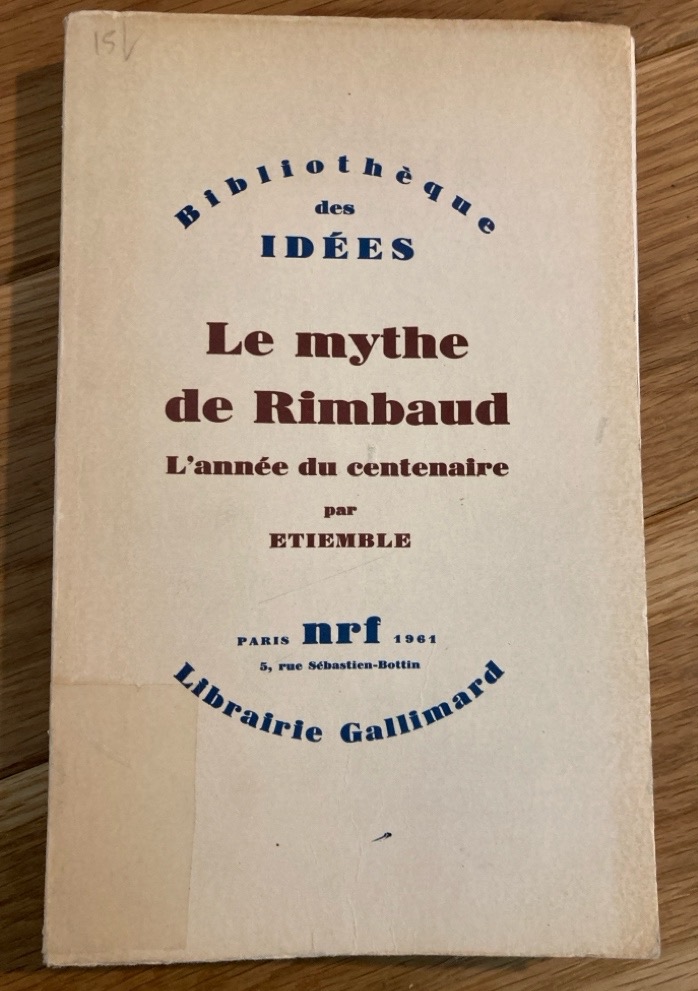 Bibliothèque
des
IDÉES
Le mythe
de Rimbaud
L'année du centenaire
par
ETIEMBLE
PARIS nrf 1961
5, rue Sébastien-Bottin
Librairie Gallimard